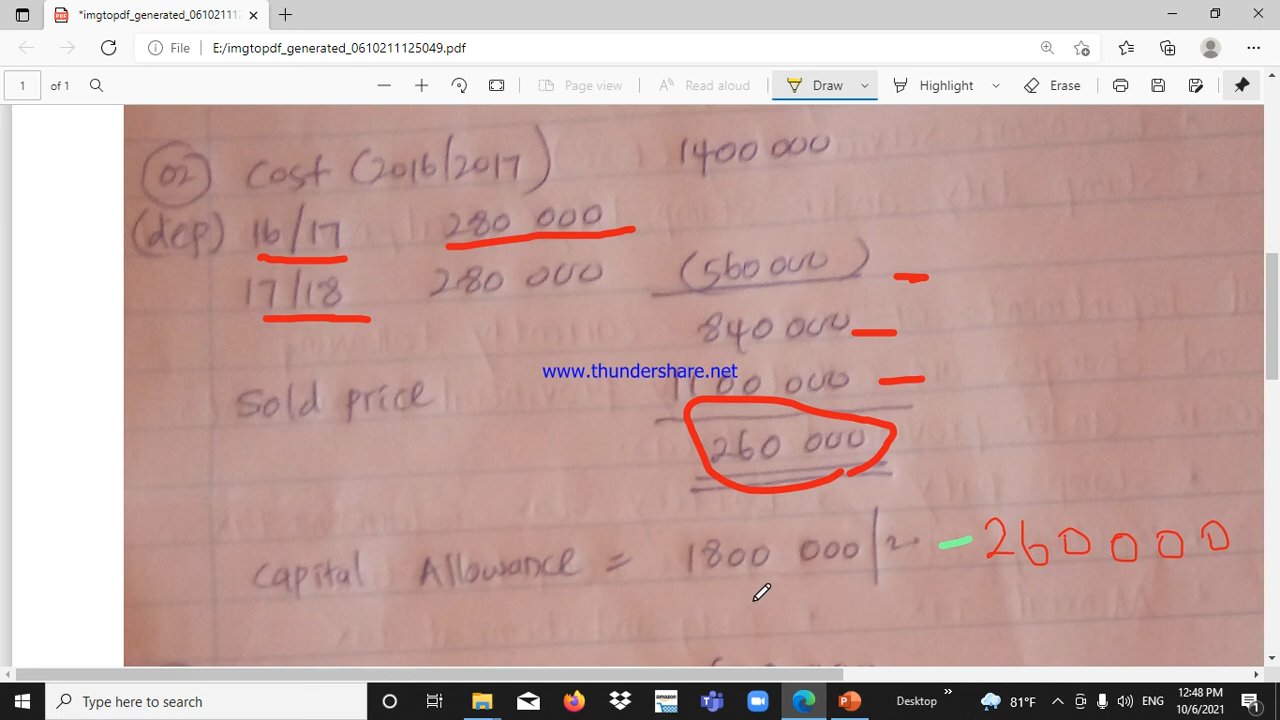 *imgtopdf_generated_061021112
File E:/imgtopdf_generated_0610211125049.pdf
1 of 1 Page view Read aloud Draw Highlight Erase
02 Cost (2016/2017) 1400 000
(dep) 16/17 280 000
17/18 280 000 (560 000)
840 000
www.thundershare.net
Sold price 1100 000
260 000
Capital Allowance = 1800 000 - 260000
Type here to search
Desktop 81°F ENG 12:48 PM 10/6/2021